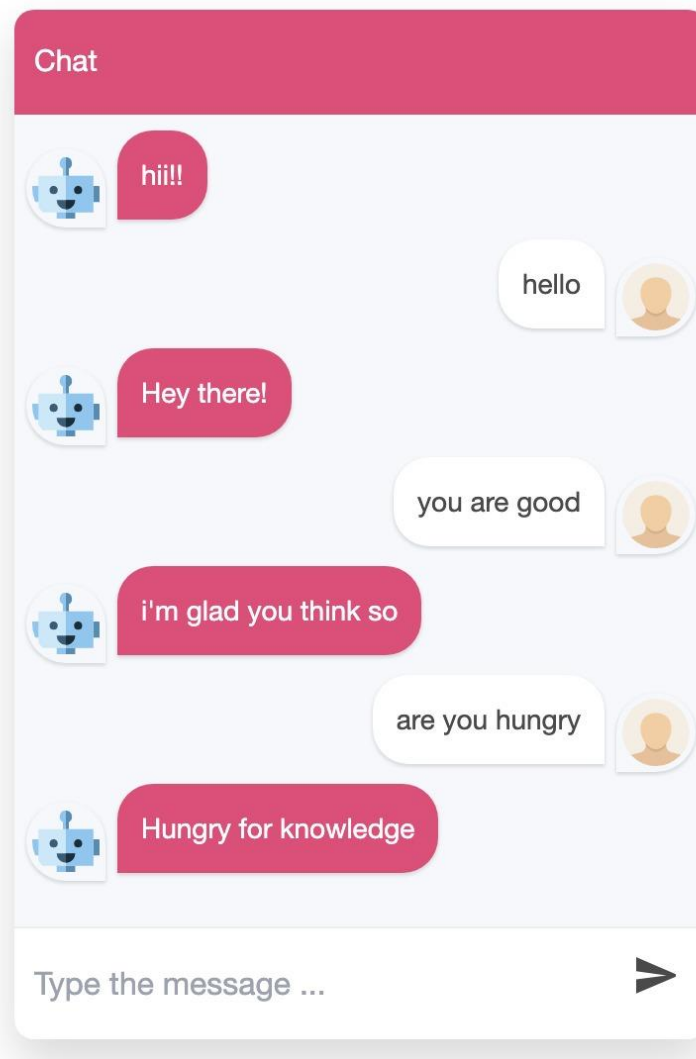 Chat
hii!!
hello
Hey there!
you are good
i'm glad you think so
are you hungry
Hungry for knowledge
Type the message ...